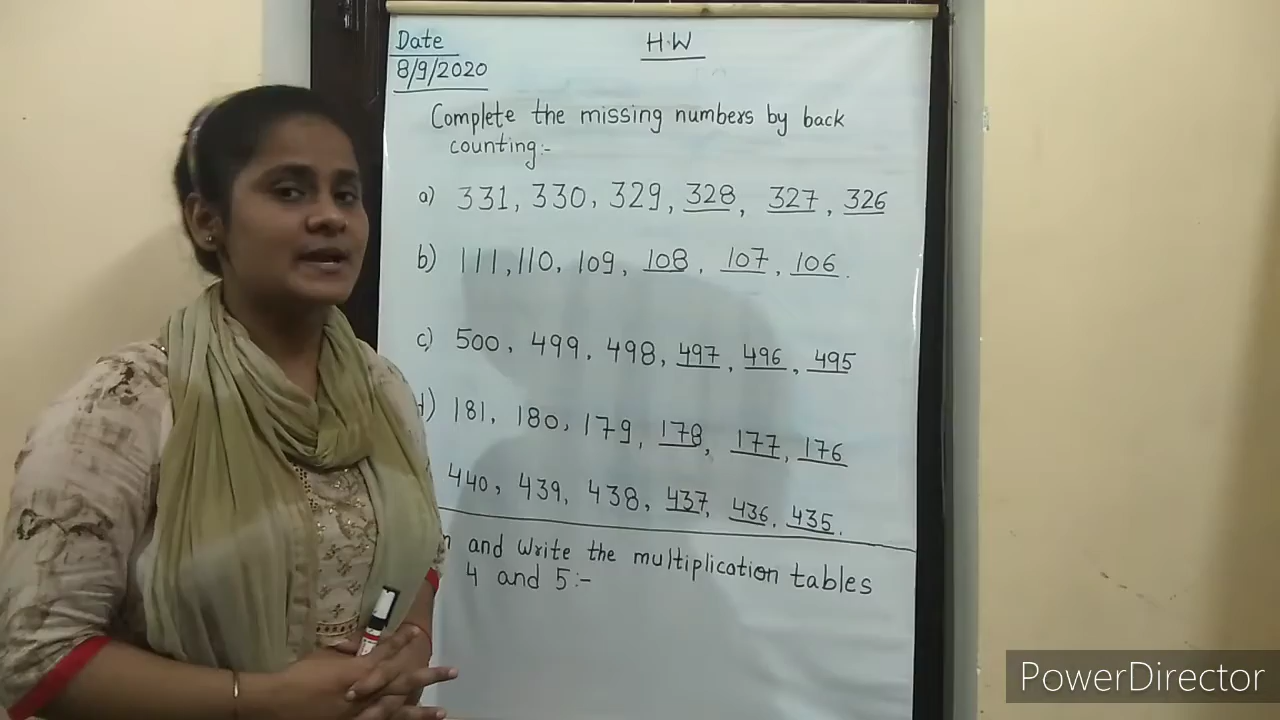 Date
H.W
8/9/2020
Complete the missing numbers by back
counting:-
a) 331, 330, 329, 328, 327, 326
b) 111, 110, 109, 108, 107, 106.
c) 500, 499, 498, 497, 496, 495
d) 181, 180, 179, 178, 177, 176
440, 439, 438, 437, 436, 435.
and Write the multiplication tables
4 and 5:-
PowerDirector